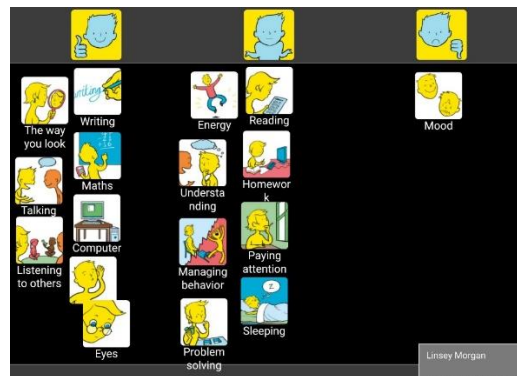 writing
The way
you look
Writing
Talking
Maths
Listening
to others
Computer
Eyes
Energy
Reading
Understa
nding
Homewor
k
Managing
behavior
Paying
attention
Problem
solving
Sleeping
Mood
Linsey Morgan